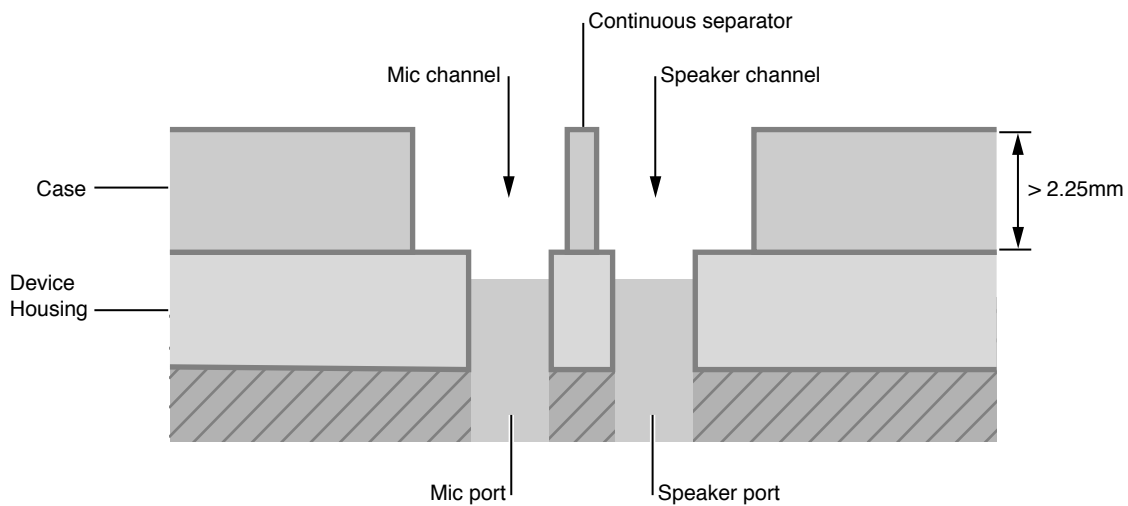 Continuous separator
Mic channel
Speaker channel
Case
> 2.25mm
Device
Housing
Mic port
Speaker port